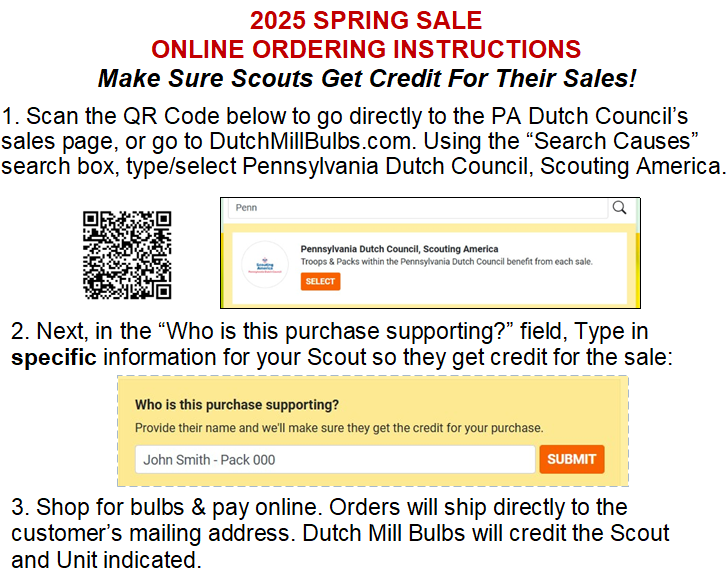 2025 SPRING SALE
ONLINE ORDERING INSTRUCTIONS
Make Sure Scouts Get Credit For Their Sales!
1. Scan the QR Code below to go directly to the PA Dutch Council's
sales page, or go to DutchMillBulbs.com. Using the “Search Causes”
search box, type/select Pennsylvania Dutch Council, Scouting America.
Penn
Pennsylvania Dutch Council, Scouting America
Troops & Packs within the Pennsylvania Dutch Council benefit from each sale.
Scouting
America
SELECT
2. Next, in the “Who is this purchase supporting?” field, Type in
specific information for your Scout so they get credit for the sale:
Who is this purchase supporting?
Provide their name and we'll make sure they get the credit for your purchase.
John Smith - Pack 000
SUBMIT
3. Shop for bulbs & pay online. Orders will ship directly to the
customer's mailing address. Dutch Mill Bulbs will credit the Scout
and Unit indicated.